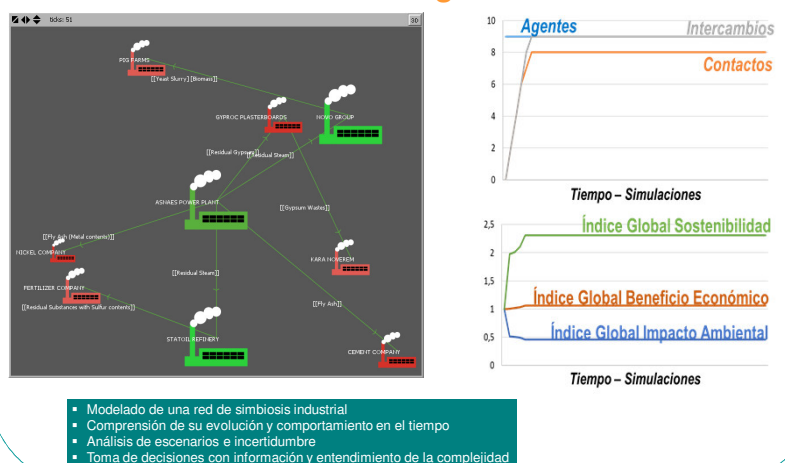 ticks: 51
3D
PIG FARMS
[[Yeast Slurry] [Biomass]]
GYPROC PLASTERBOARDS
NOVO GROUP
[[Residual Gypsum]]
[[Residual Steam]]
ASNAES POWER PLANT
[[Gypsum Wastes]]
[[Fly Ash (Metal contents)]]
NICKEL COMPANY
KARA NOVEREM
[[Residual Steam]]
FERTILIZER COMPANY
[[Residual Substances with Sulfur contents]]
[[Fly Ash]]
STATOIL REFINERY
CEMENT COMPANY
10
8
6
4
2
0
Agentes
Intercambios
Contactos
Tiempo – Simulaciones
2,5
2
1,5
1
0,5
0
Índice Global Sostenibilidad
Índice Global Beneficio Económico
Índice Global Impacto Ambiental
Tiempo – Simulaciones
▪ Modelado de una red de simbiosis industrial
▪ Comprensión de su evolución y comportamiento en el tiempo
▪ Análisis de escenarios e incertidumbre
▪ Toma de decisiones con información y entendimiento de la complejidad